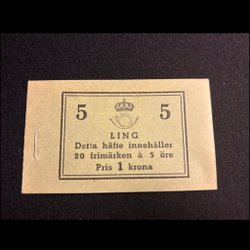 5 5
LING
Detta häfte innehåller
20 frimärken à 5 öre
Pris 1 krona